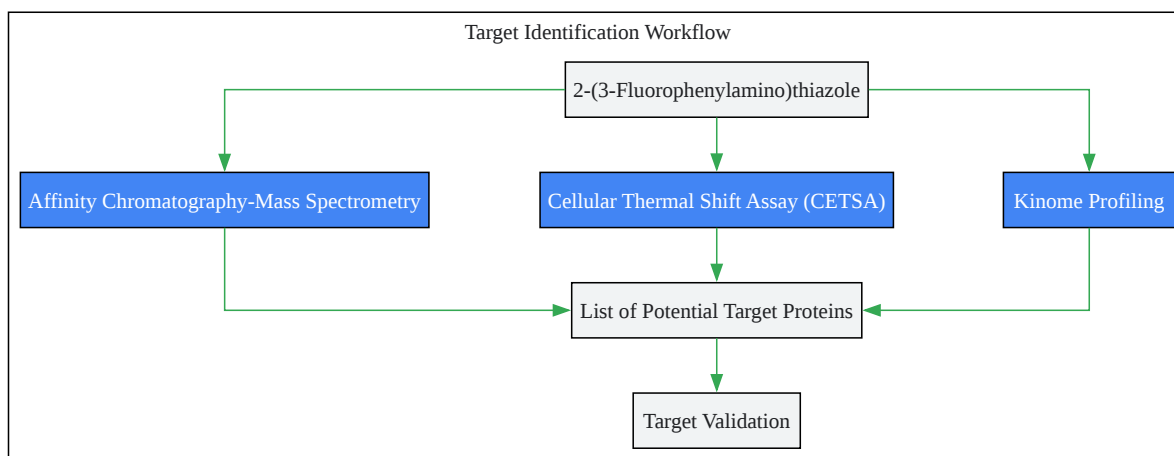 Target Identification Workflow
2-(3-Fluorophenylamino)thiazole
Affinity Chromatography-Mass Spectrometry
Cellular Thermal Shift Assay (CETSA)
Kinome Profiling
List of Potential Target Proteins
Target Validation